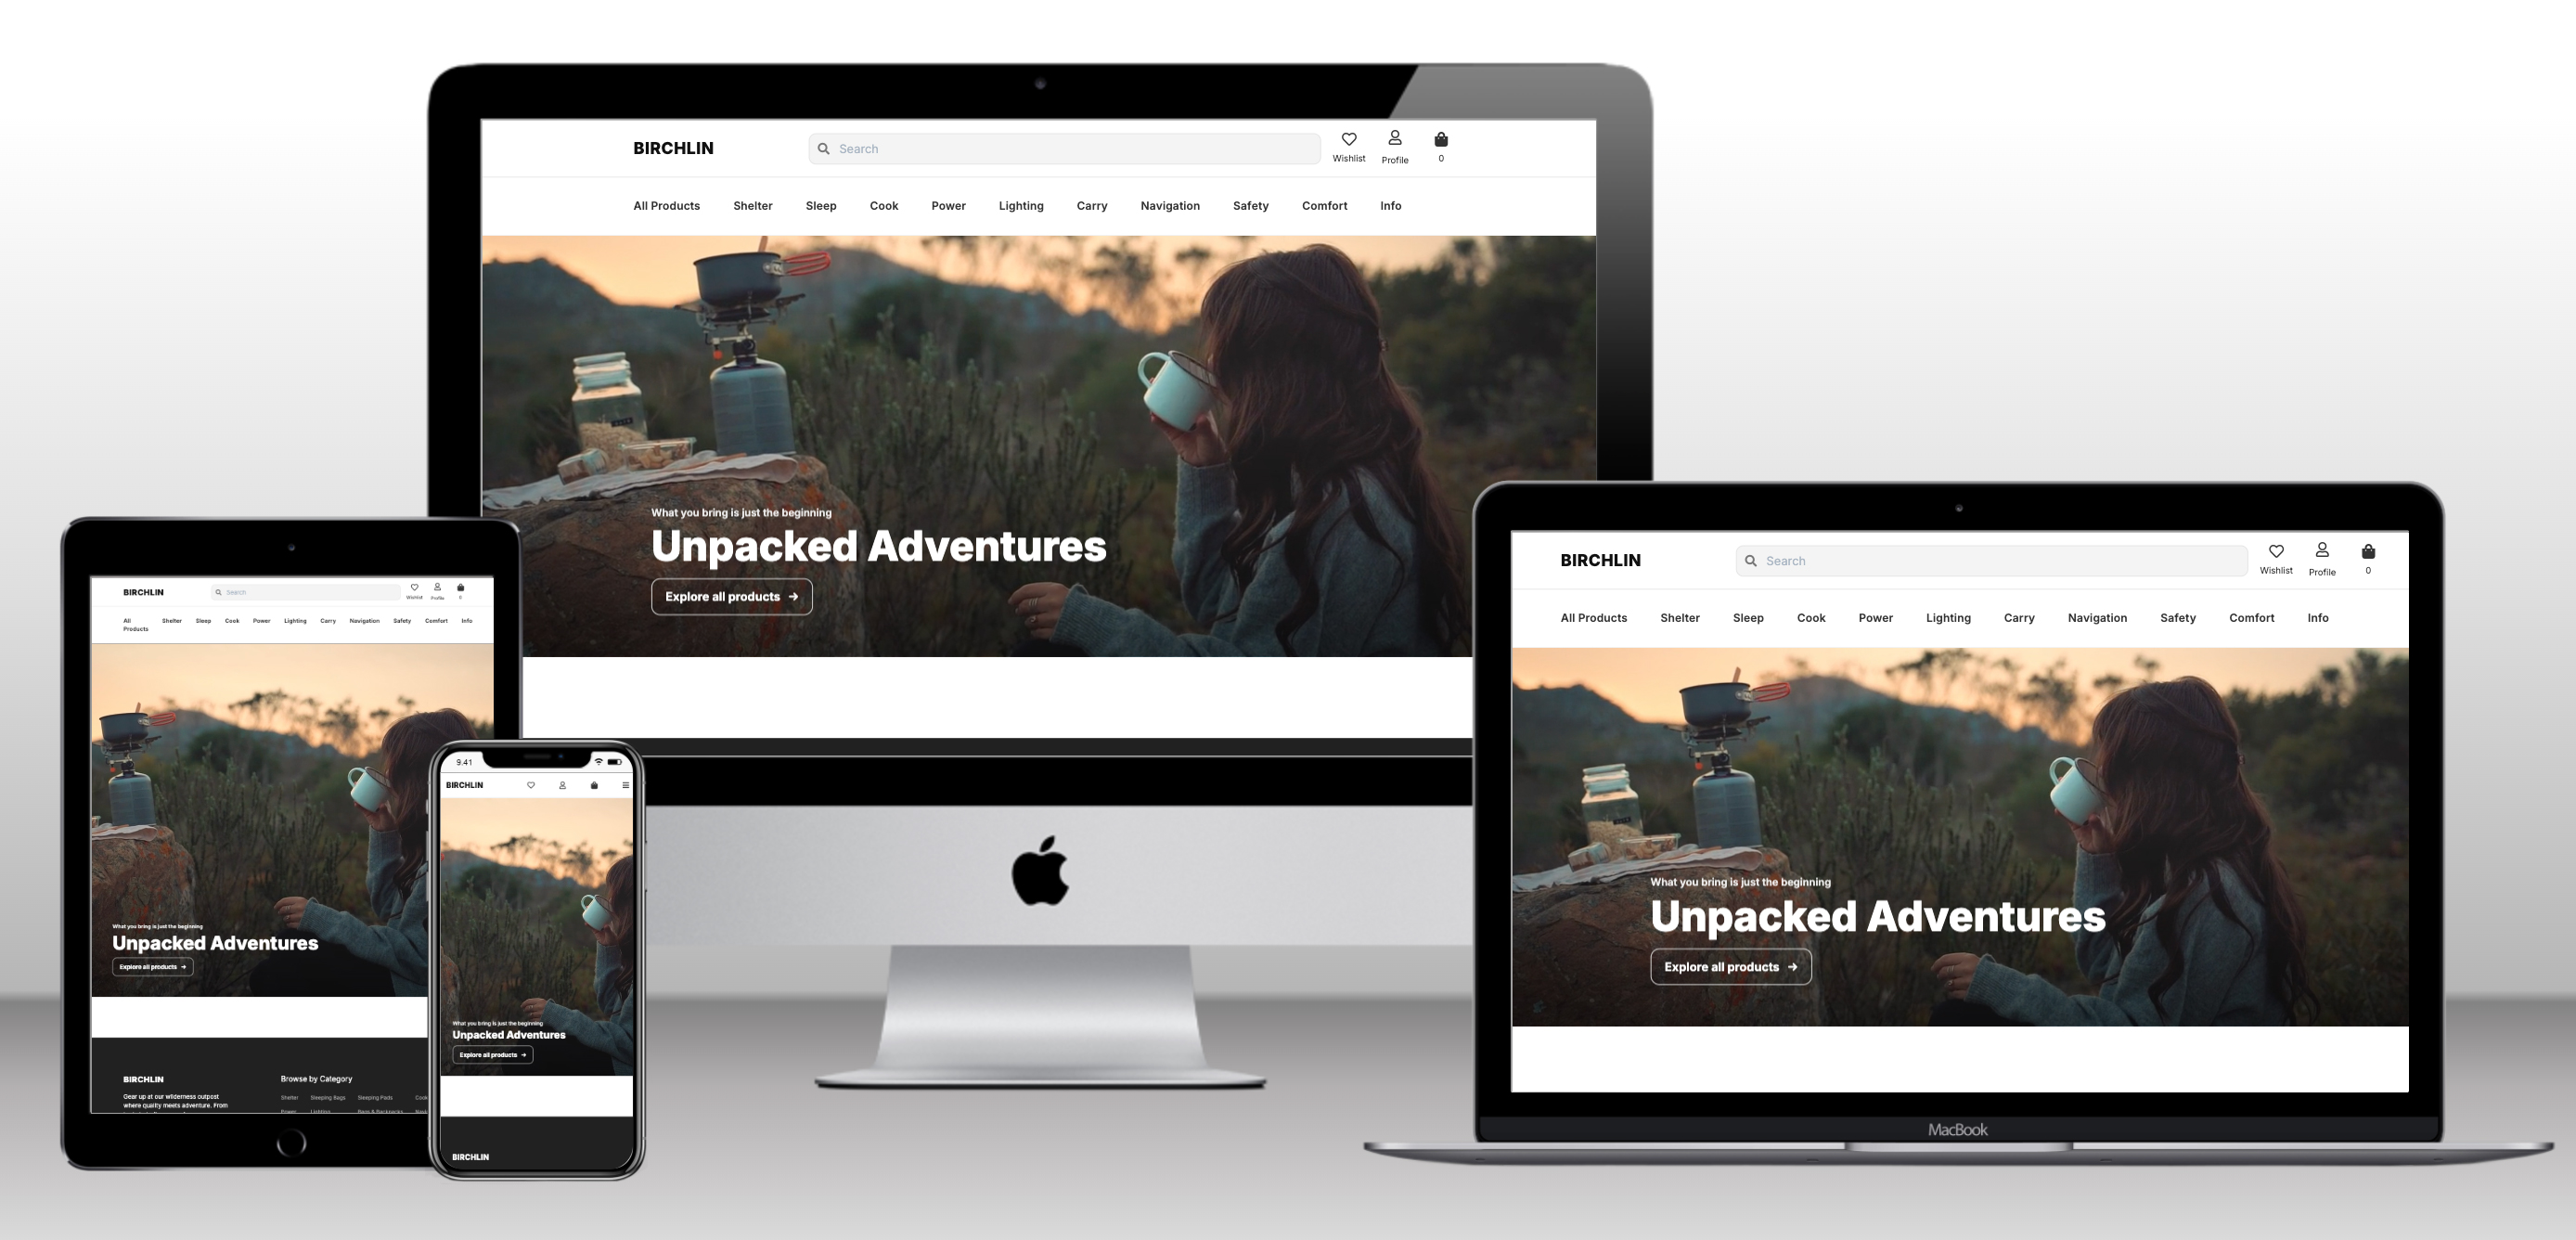 BIRCHLIN
Search
Wishlist
Profile
0
All Products Shelter Sleep Cook Power Lighting Carry Navigation Safety Comfort Info
What you bring is just the beginning
Unpacked Adventures
Explore all products
BIRCHLIN
Search
Wishlist
Profile
0
All Products Shelter Sleep Cook Power Lighting Carry Navigation Safety Comfort Info
What you bring is just the beginning
Unpacked Adventures
Explore all products
BIRCHLIN
Gear up at our wilderness outpost
where quality meets adventure. From
Browse by Category
Shelter Sleeping Bags Sleeping Pads
9.41
BIRCHLIN
What you bring is just the beginning
Unpacked Adventures
Explore all products
BIRCHLIN
BIRCHLIN
Search
Wishlist
Profile
0
All Products Shelter Sleep Cook Power Lighting Carry Navigation Safety Comfort Info
What you bring is just the beginning
Unpacked Adventures
Explore all products
MacBook